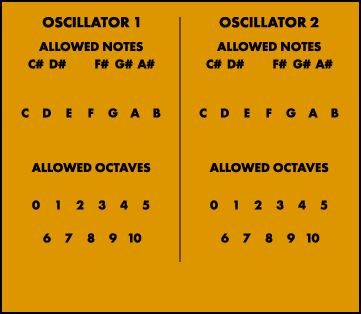 OSCILLATOR 1
ALLOWED NOTES
C# D# F# G# A#
C D E F G A B
ALLOWED OCTAVES
0 1 2 3 4 5
6 7 8 9 10
OSCILLATOR 2
ALLOWED NOTES
C# D# F# G# A#
C D E F G A B
ALLOWED OCTAVES
0 1 2 3 4 5
6 7 8 9 10